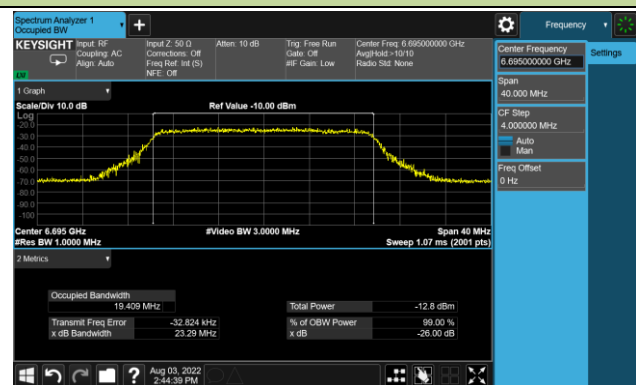 Spectrum Analyzer 1
Occupied BW
Frequency
KEYSIGHT
Input: RF
Coupling: AC
Align: Auto
Input Z: 50 Ω
Corrections: Off
Freq Ref: Int (S)
NFE: Off
Atten: 10 dB
Trig: Free Run
Gate: Off
#IF Gain: Low
Center Freq: 6.695000000 GHz
Avg|Hold:>10/10
Radio Std: None
Center Frequency
6.695000000 GHz
Settings
Span
40.000 MHz
CF Step
4.000000 MHz
Auto
Man
Freq Offset
0 Hz
1 Graph
Scale/Div 10.0 dB
Ref Value -10.00 dBm
Log
-20.0
-30.0
-40.0
-50.0
-60.0
-70.0
-80.0
-90.0
-100
Center 6.695 GHz
#Video BW 3.0000 MHz
Span 40 MHz
#Res BW 1.0000 MHz
Sweep 1.07 ms (2001 pts)
2 Metrics
Occupied Bandwidth
19.409 MHz
Total Power -12.8 dBm
Transmit Freq Error -32.824 kHz
% of OBW Power 99.00 %
x dB Bandwidth 23.29 MHz
x dB -26.00 dB
?
Aug 03, 2022
2:44:39 PM